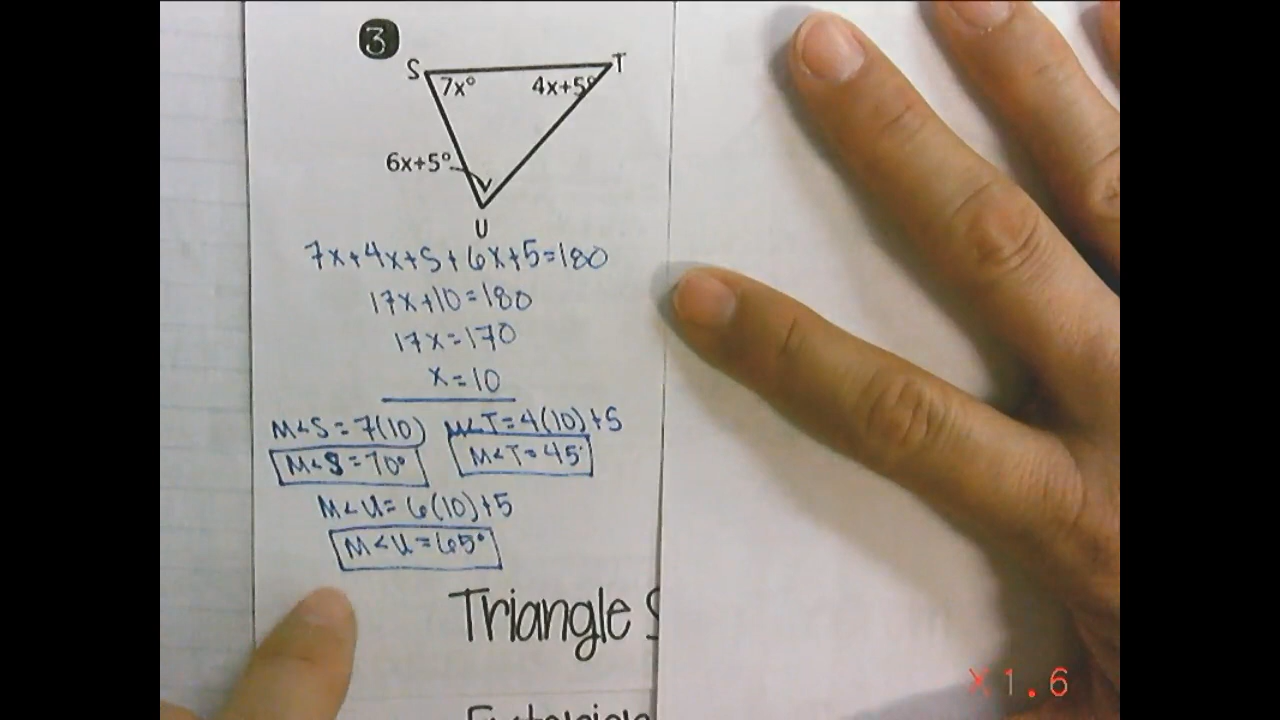 3
S T
7x° 4x+5°
6x+5°
U
7x+4x+5+6x+5=180
17x+10=180
17x=170
x=10
m<S=7(10) m<T=4(10)+5
m<S=70° m<T=45°
m<U=6(10)+5
m<U=65°
Triangle
X1.6